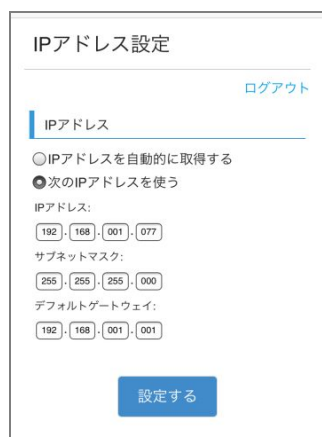 IPアドレス設定
ログアウト
IPアドレス
IPアドレスを自動的に取得する
次のIPアドレスを使う
IPアドレス:
192.168.001.077
サブネットマスク:
255.255.255.000
デフォルトゲートウェイ:
192.168.001.001
設定する